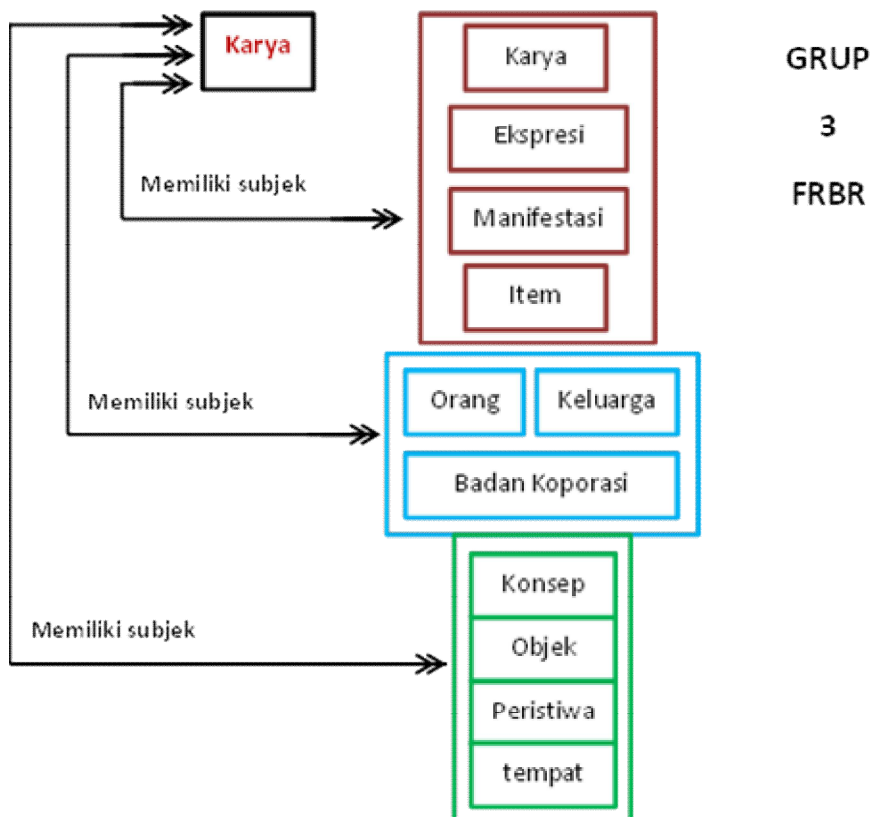 Karya
Karya
GRUP
3
FRBR
Ekspresi
Memiliki subjek
Manifestasi
Item
Memiliki subjek
Orang
Keluarga
Badan Koporasi
Konsep
Memiliki subjek
Objek
Peristiwa
tempat